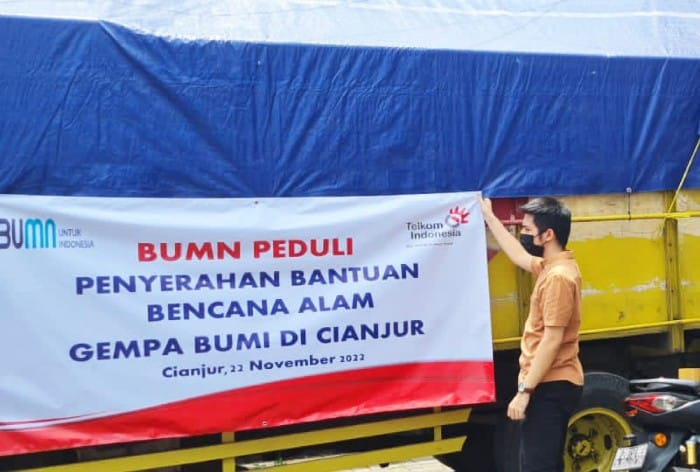 BUMN UNTUK
INDONESIA
Telkom
Indonesia
BUMN PEDULI
PENYERAHAN BANTUAN
BENCANA ALAM
GEMPA BUMI DI CIANJUR
Cianjur, 22 November 2022